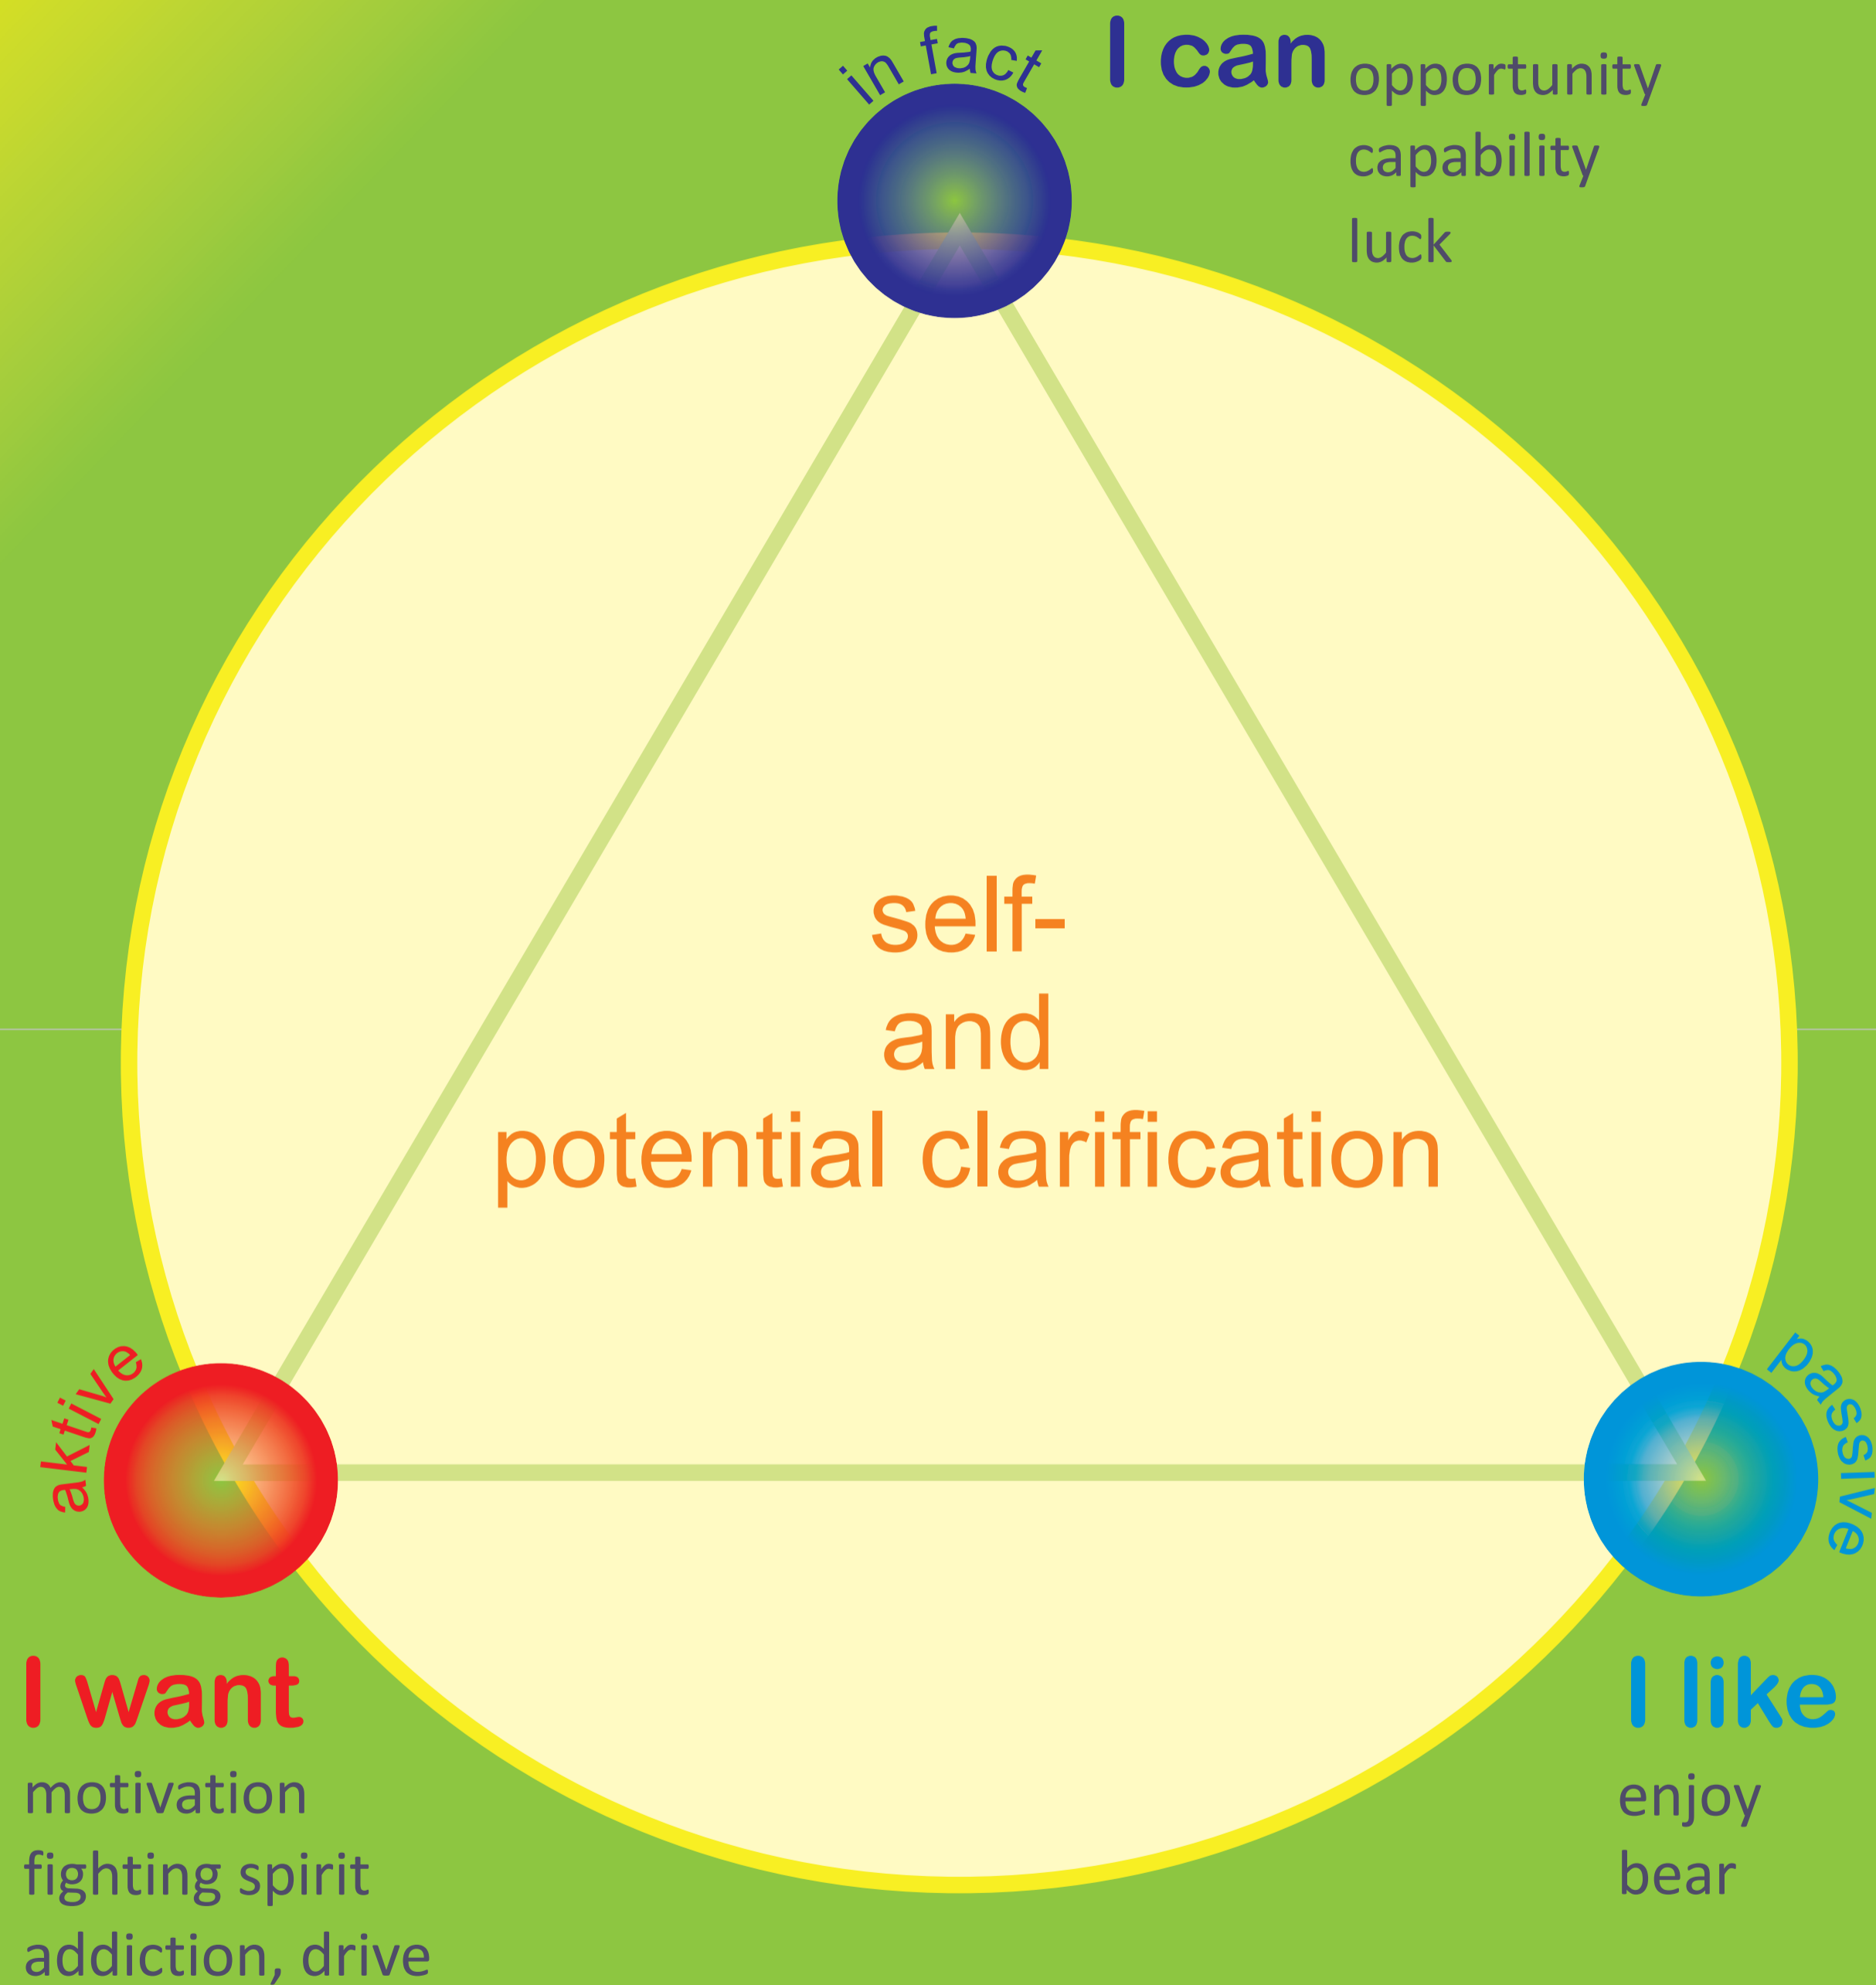 in fact
I can
opportunity
capability
luck
self-
and
potential clarification
aktive
passive
I want
motivation
fighting spirit
addiction, drive
I like
enjoy
bear